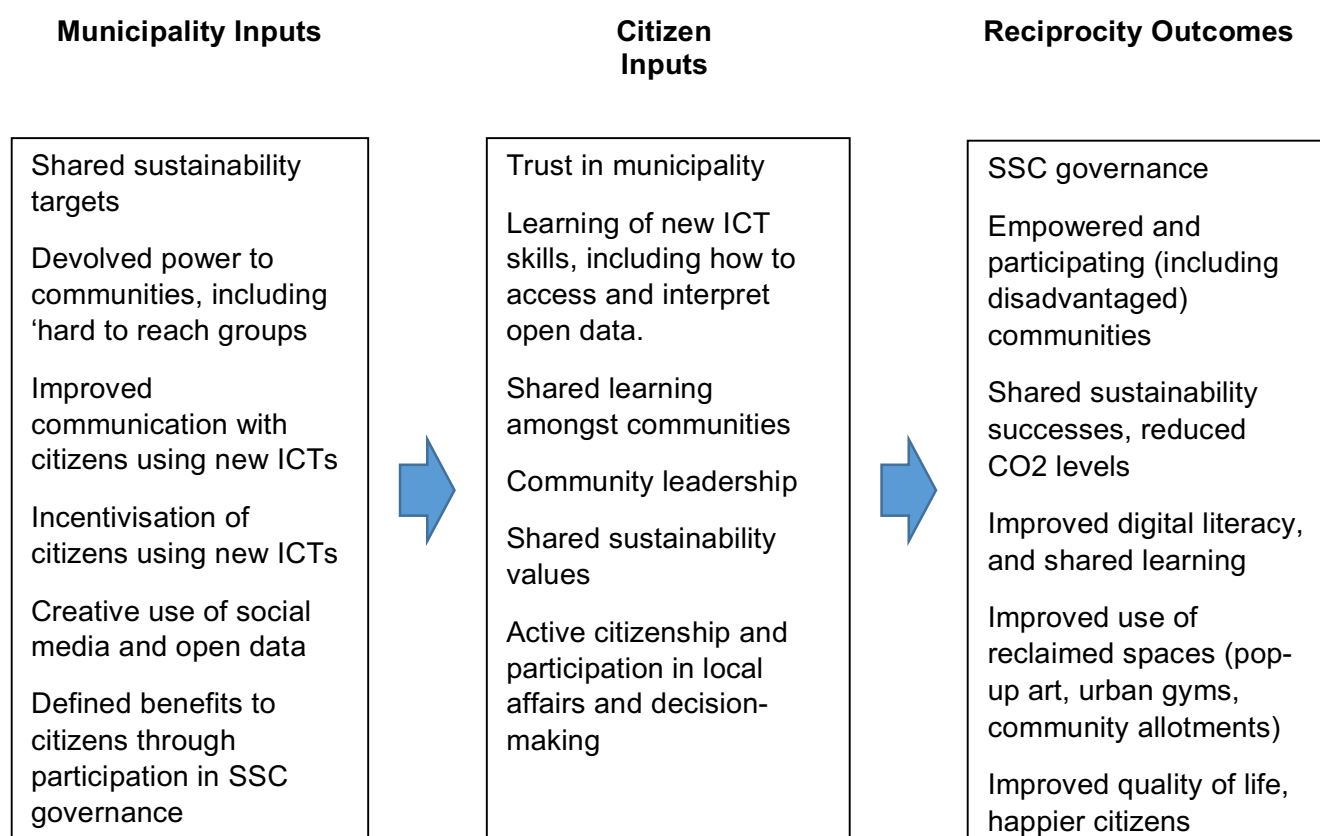 Municipality Inputs
Citizen
Inputs
Reciprocity Outcomes
Shared sustainability
targets
Devolved power to
communities, including
‘hard to reach groups
Improved
communication with
citizens using new ICTs
Incentivisation of
citizens using new ICTs
Creative use of social
media and open data
Defined benefits to
citizens through
participation in SSC
governance
Trust in municipality
Learning of new ICT
skills, including how to
access and interpret
open data.
Shared learning
amongst communities
Community leadership
Shared sustainability
values
Active citizenship and
participation in local
affairs and decision-
making
SSC governance
Empowered and
participating (including
disadvantaged)
communities
Shared sustainability
successes, reduced
CO2 levels
Improved digital literacy,
and shared learning
Improved use of
reclaimed spaces (pop-
up art, urban gyms,
community allotments)
Improved quality of life,
happier citizens